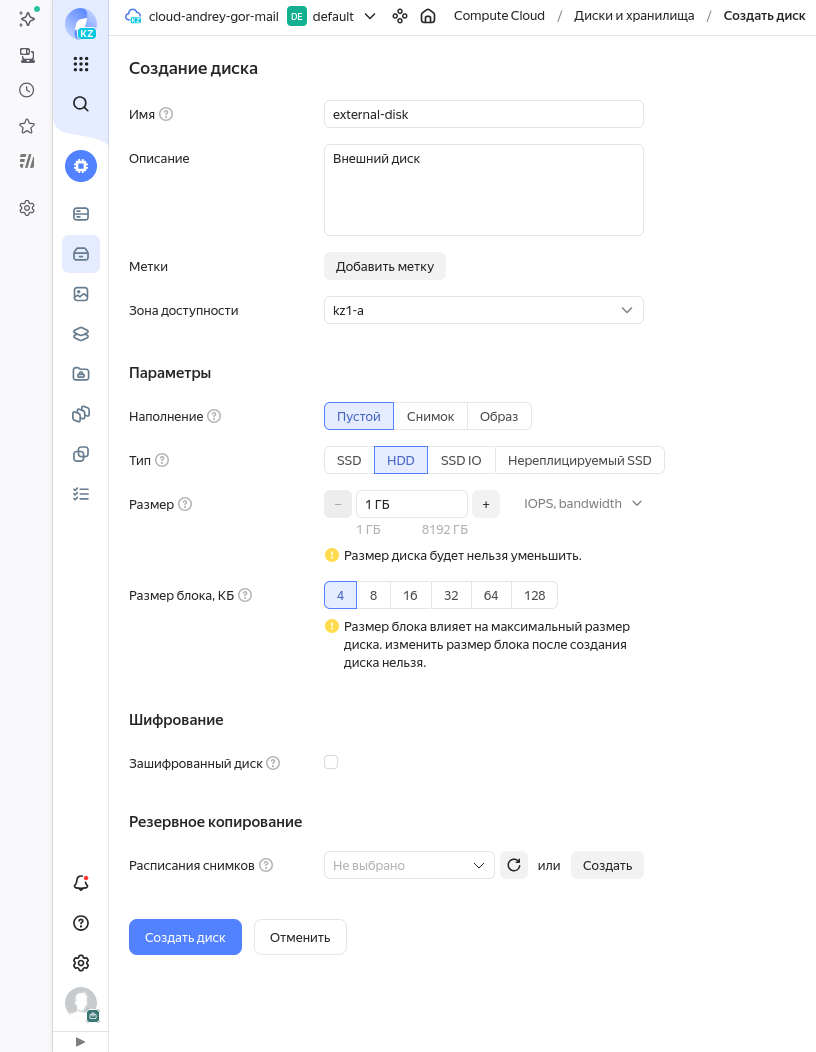 cloud-andrey-gor-mail DE default Compute Cloud / Диски и хранилища / Создать диск
KZ
Создание диска
Имя
external-disk
Описание
Внешний диск
Метки
Добавить метку
Зона доступности
kz1-a
Параметры
Наполнение
Пустой Снимок Образ
Тип
SSD HDD SSD IO Нереплицируемый SSD
Размер
− 1 ГБ + IOPS, bandwidth
1 ГБ 8192 ГБ
Размер диска будет нельзя уменьшить.
Размер блока, КБ
4 8 16 32 64 128
Размер блока влияет на максимальный размер
диска. изменить размер блока после создания
диска нельзя.
Шифрование
Зашифрованный диск
Резервное копирование
Расписания снимков
Не выбрано или Создать
Создать диск Отменить